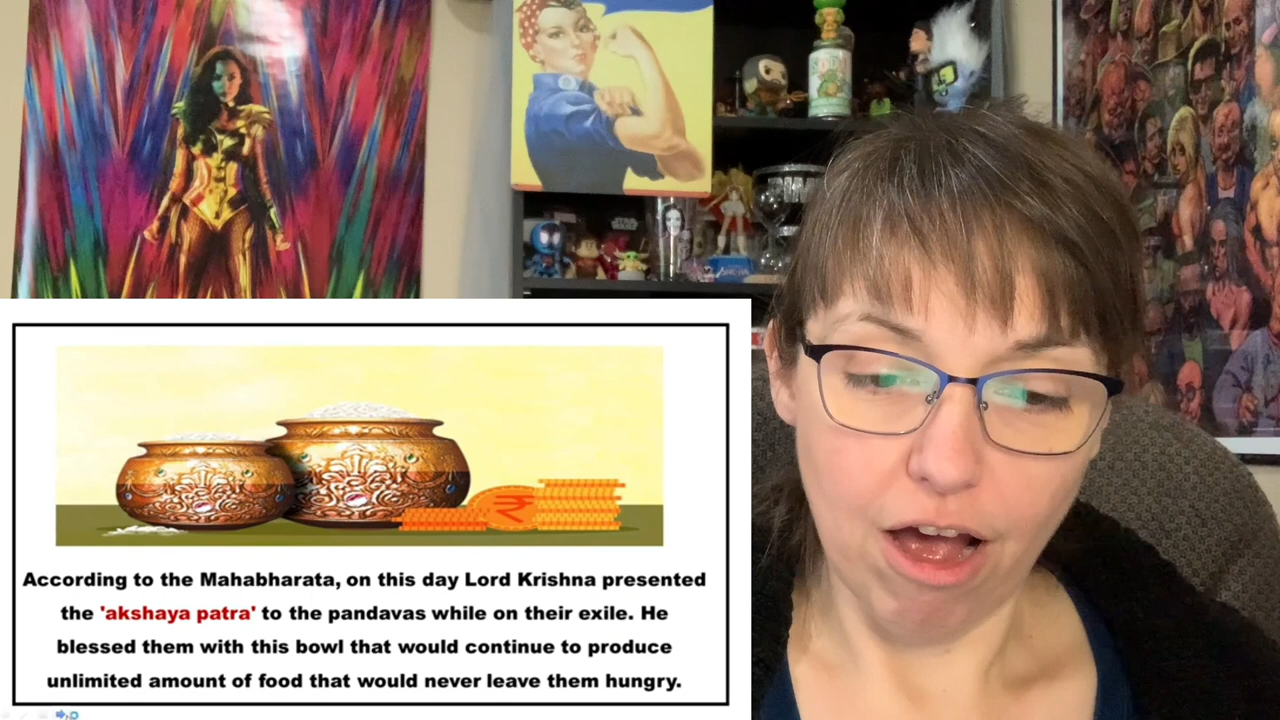 STAR WARS
According to the Mahabharata, on this day Lord Krishna presented
the 'akshaya patra' to the pandavas while on their exile. He
blessed them with this bowl that would continue to produce
unlimited amount of food that would never leave them hungry.